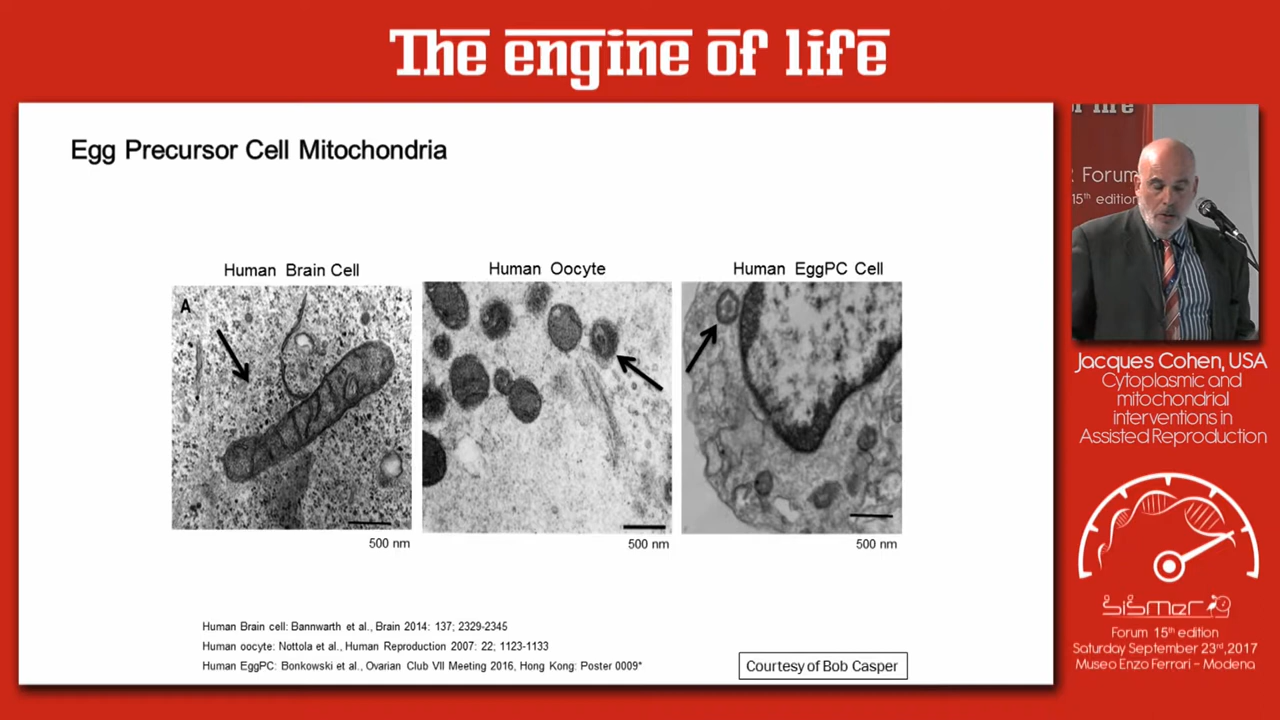 The engine of life
Egg Precursor Cell Mitochondria
Human Brain Cell
Human Oocyte
Human EggPC Cell
A
500 nm
500 nm
500 nm
Human Brain cell: Bannwarth et al., Brain 2014: 137; 2329-2345
Human oocyte: Nottola et al., Human Reproduction 2007: 22; 1123-1133
Human EggPC: Bonkowski et al., Ovarian Club VII Meeting 2016, Hong Kong: Poster 0009*
Courtesy of Bob Casper
Forum
15th edition
Jacques Cohen, USA
Cytoplasmic and
mitochondrial
interventions in
Assisted Reproduction
SISMER
Forum 15th edition
Saturday September 23rd,2017
Museo Enzo Ferrari - Modena